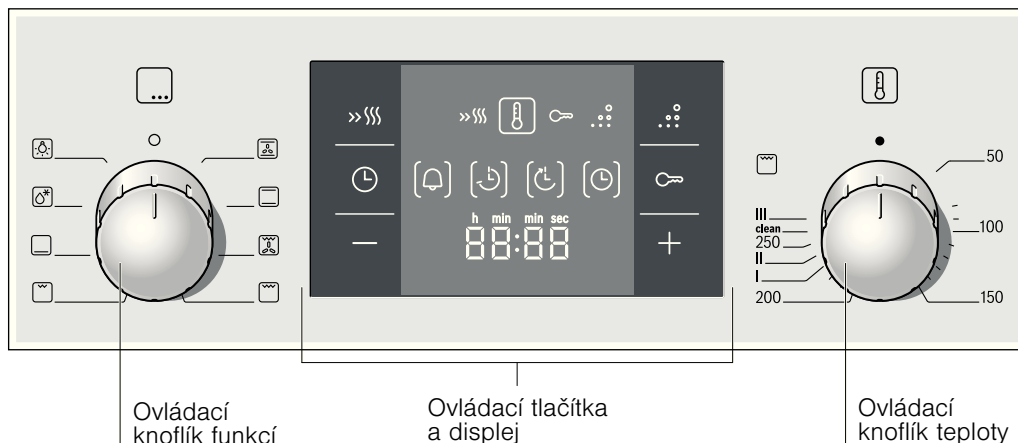 h min min sec
88:88
50
100
150
III
clean
250
II
I
200
Ovládací
knoflík funkcí
Ovládací tlačítka
a displej
Ovládací
knoflík teploty